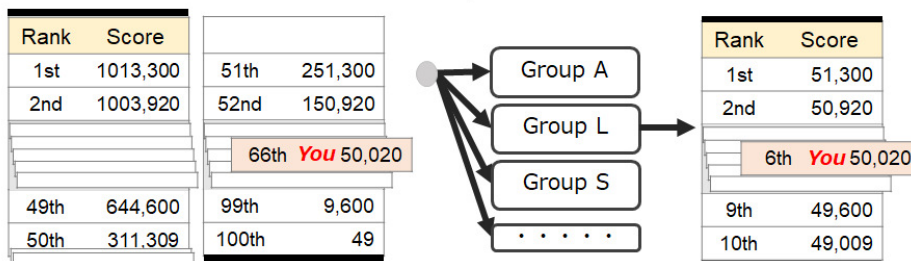 Rank Score
1st 1013,300
2nd 1003,920
49th 644,600
50th 311,309
51th 251,300
52nd 150,920
66th You 50,020
99th 9,600
100th 49
Group A
Group L
Group S
· · · · ·
Rank Score
1st 51,300
2nd 50,920
6th You 50,020
9th 49,600
10th 49,009